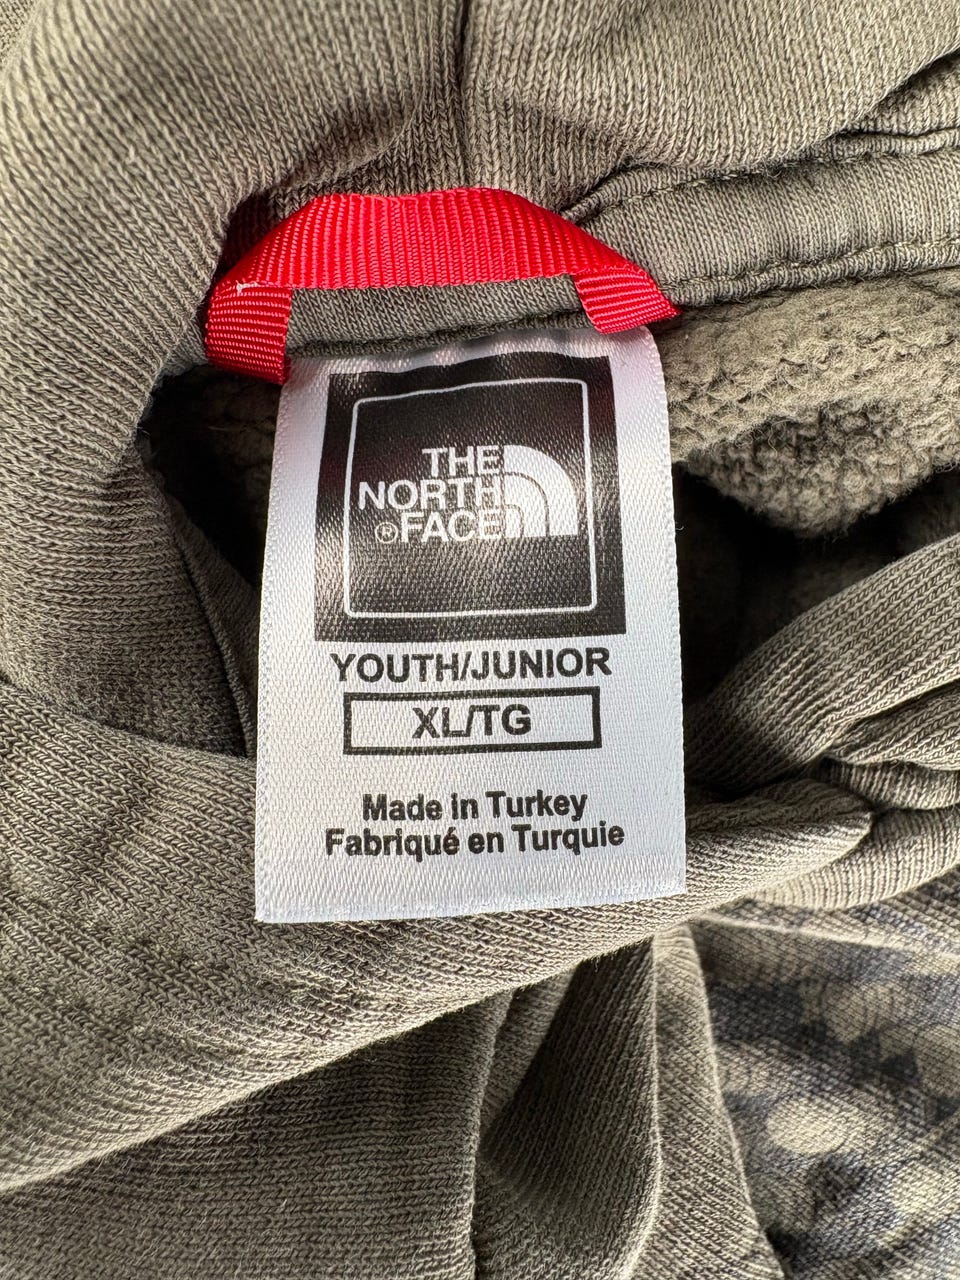 THE
NORTH
®FACE
YOUTH/JUNIOR
XL/TG
Made in Turkey
Fabriqué en Turquie